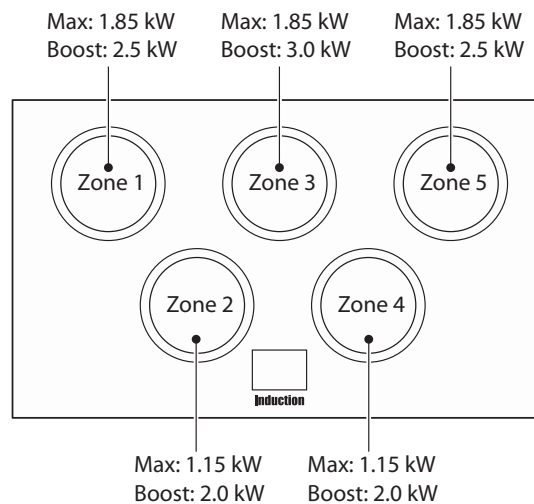 Max: 1.85 kW
Boost: 2.5 kW
Max: 1.85 kW
Boost: 3.0 kW
Max: 1.85 kW
Boost: 2.5 kW
Zone 1
Zone 3
Zone 5
Zone 2
Zone 4
Induction
Max: 1.15 kW
Boost: 2.0 kW
Max: 1.15 kW
Boost: 2.0 kW